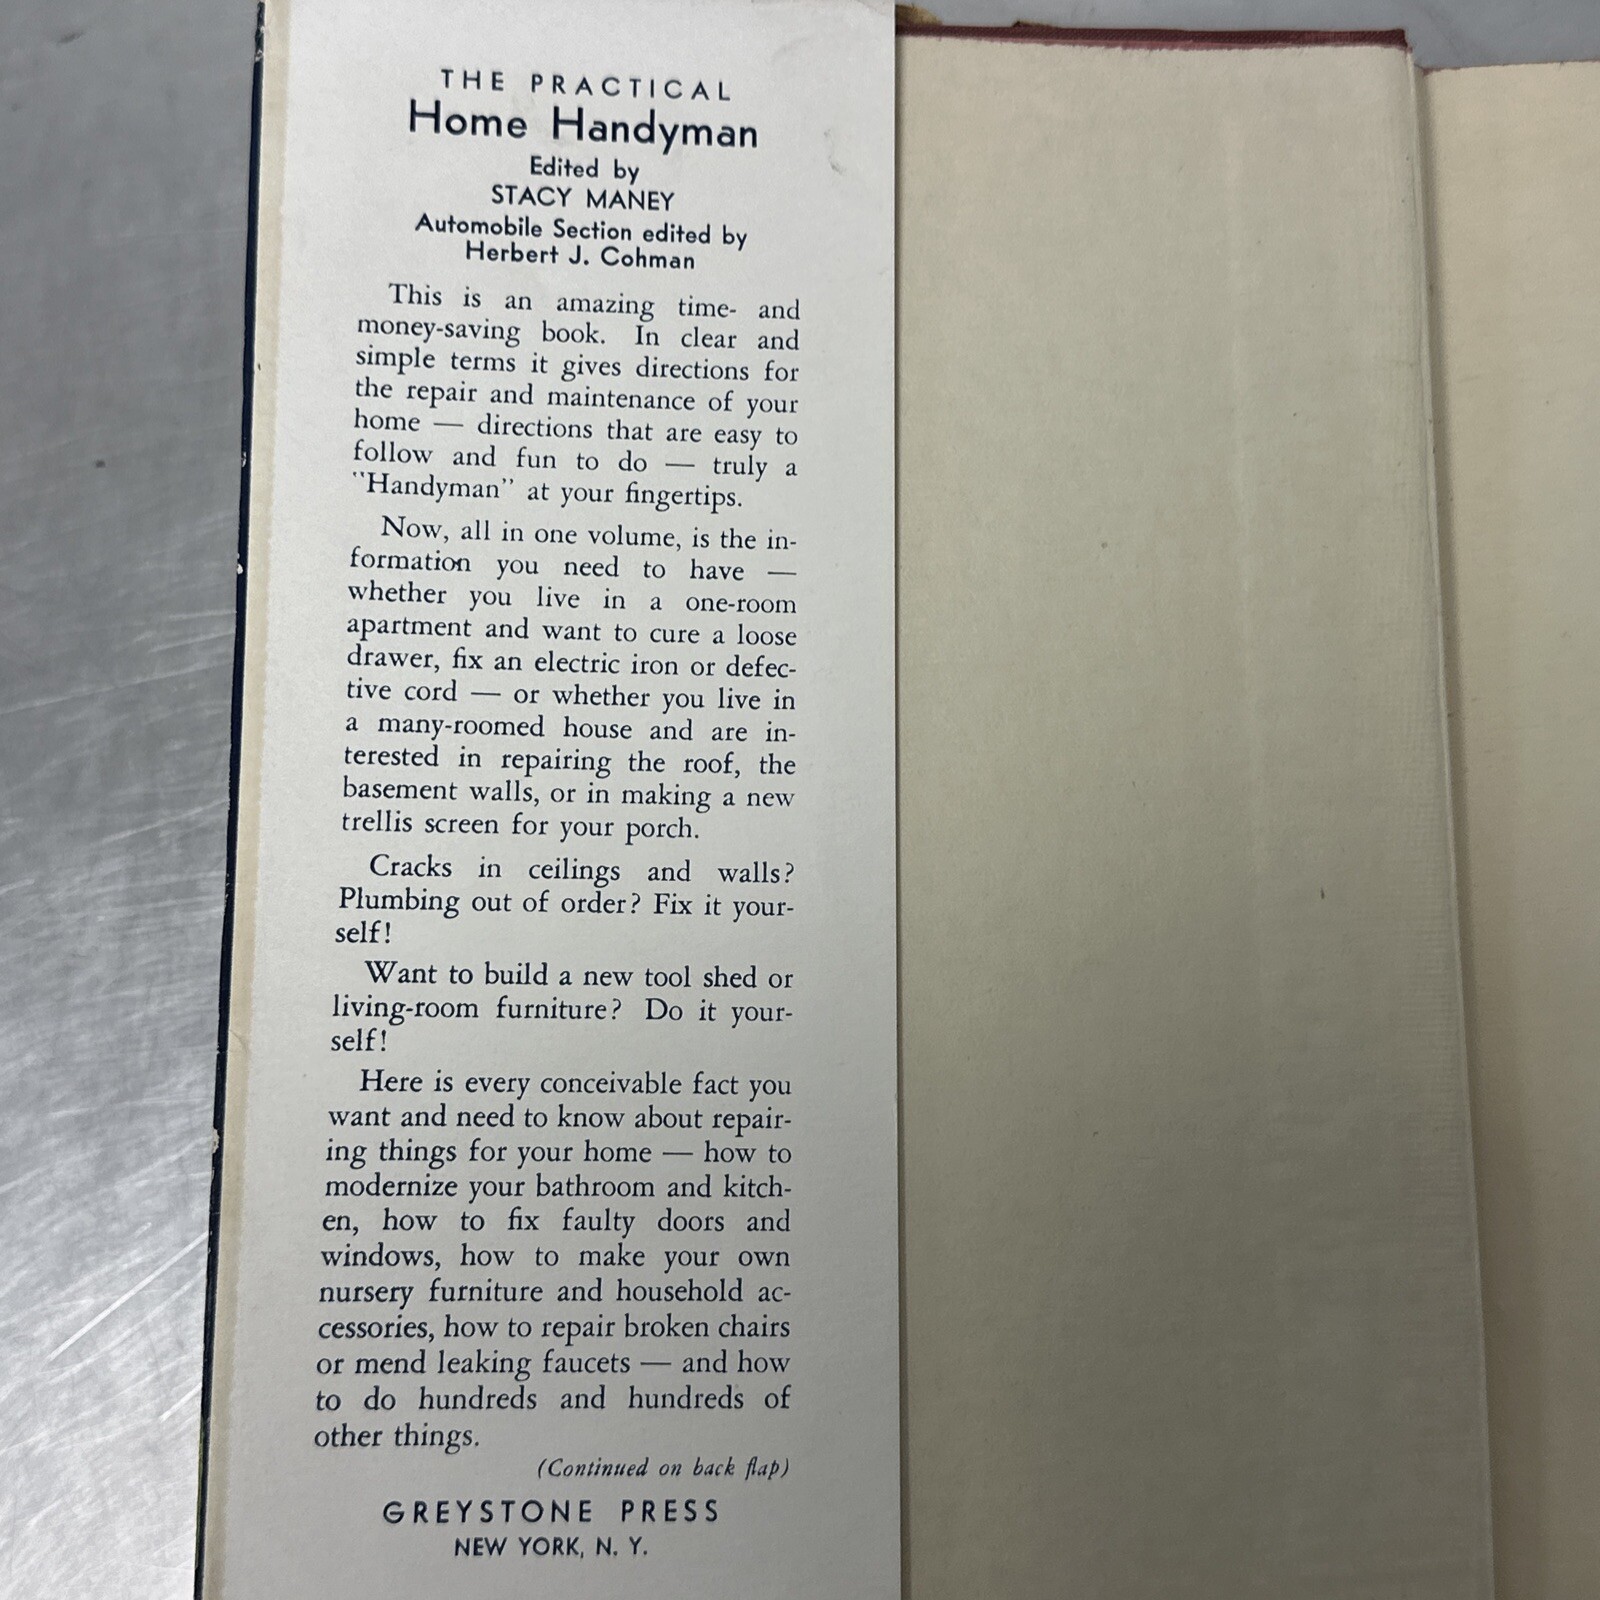 THE PRACTICAL
Home Handyman
Edited by
STACY MANEY
Automobile Section edited by
Herbert J. Cohman
This is an amazing time- and
money-saving book. In clear and
simple terms it gives directions for
the repair and maintenance of your
home — directions that are easy to
follow and fun to do — truly a
"Handyman" at your fingertips.
Now, all in one volume, is the in-
formation you need to have —
whether you live in a one-room
apartment and want to cure a loose
drawer, fix an electric iron or defec-
tive cord — or whether you live in
a many-roomed house and are in-
terested in repairing the roof, the
basement walls, or in making a new
trellis screen for your porch.
Cracks in ceilings and walls?
Plumbing out of order? Fix it your-
self!
Want to build a new tool shed or
living-room furniture? Do it your-
self!
Here is every conceivable fact you
want and need to know about repair-
ing things for your home — how to
modernize your bathroom and kitch-
en, how to fix faulty doors and
windows, how to make your own
nursery furniture and household ac-
cessories, how to repair broken chairs
or mend leaking faucets — and how
to do hundreds and hundreds of
other things.
(Continued on back flap)
GREYSTONE PRESS
NEW YORK, N. Y.